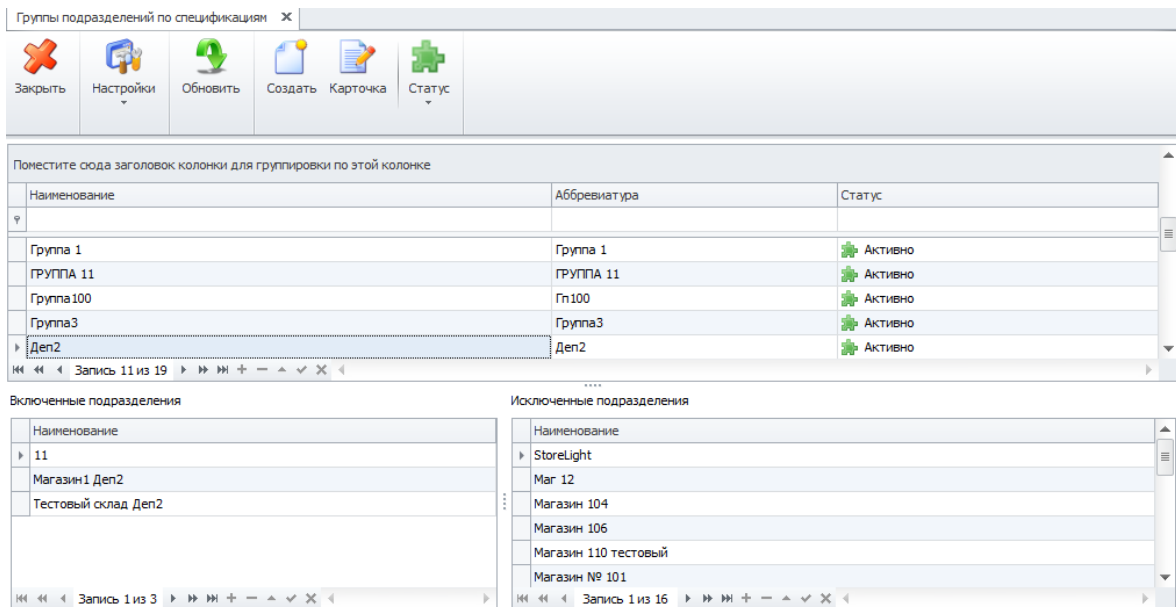 Группы подразделений по спецификациям
Закрыть Настройки Обновить Создать Карточка Статус
Поместите сюда заголовок колонки для группировки по этой колонке
Наименование Аббревиатура Статус
Группа 1 Группа 1 Активно
ГРУППА 11 ГРУППА 11 Активно
Группа100 Гп100 Активно
Группа3 Группа3 Активно
Деп2 Деп2 Активно
Запись 11 из 19
Включенные подразделения Исключенные подразделения
Наименование Наименование
11 StoreLight
Магазин1 Деп2 Маг 12
Тестовый склад Деп2 Магазин 104
Магазин 106
Магазин 110 тестовый
Магазин № 101
Запись 1 из 3 Запись 1 из 16